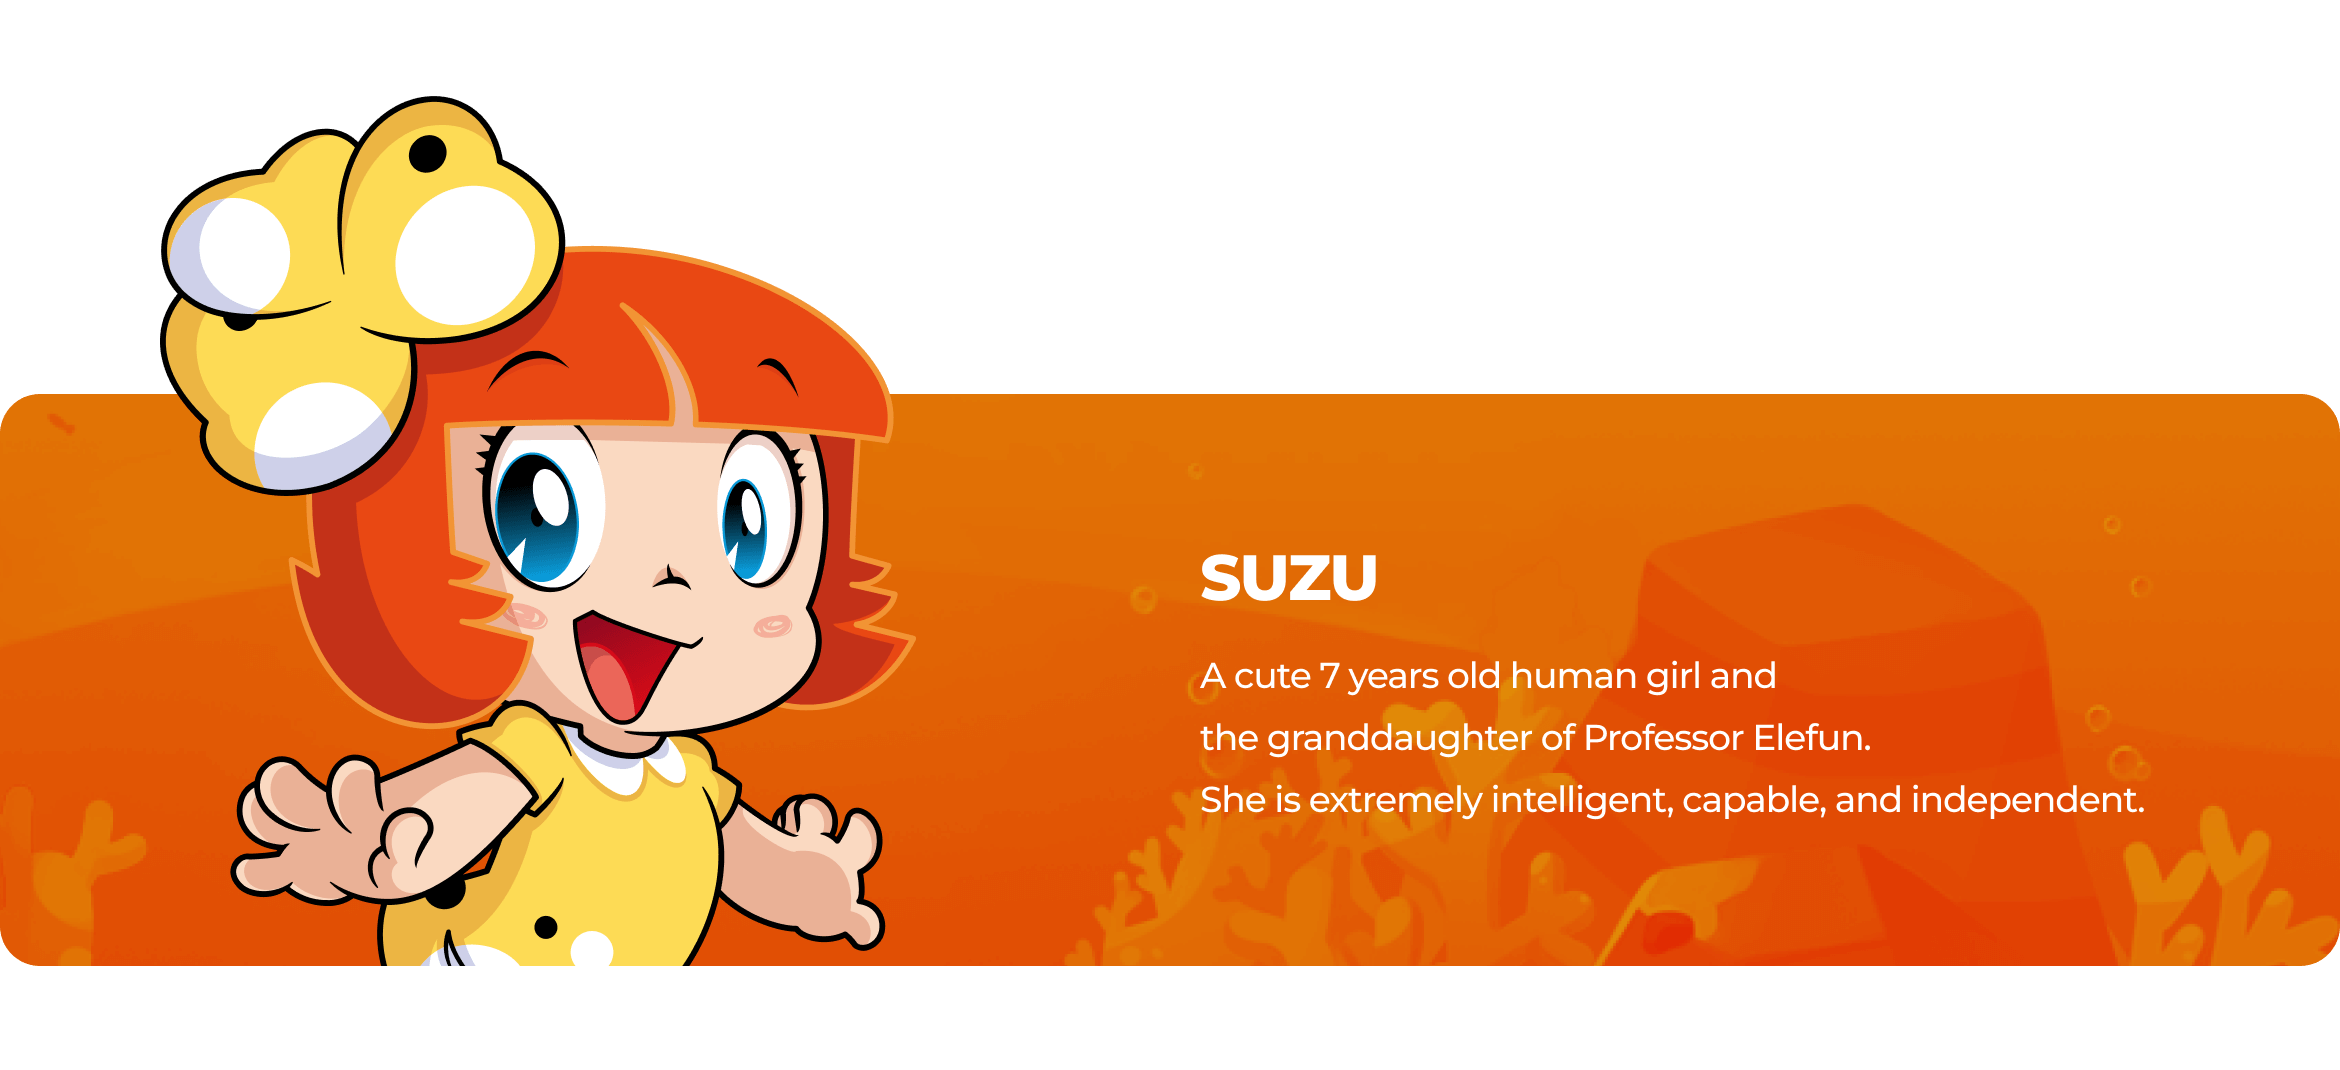 SUZU
A cute 7 years old human girl and
the granddaughter of Professor Elefun.
She is extremely intelligent, capable, and independent.